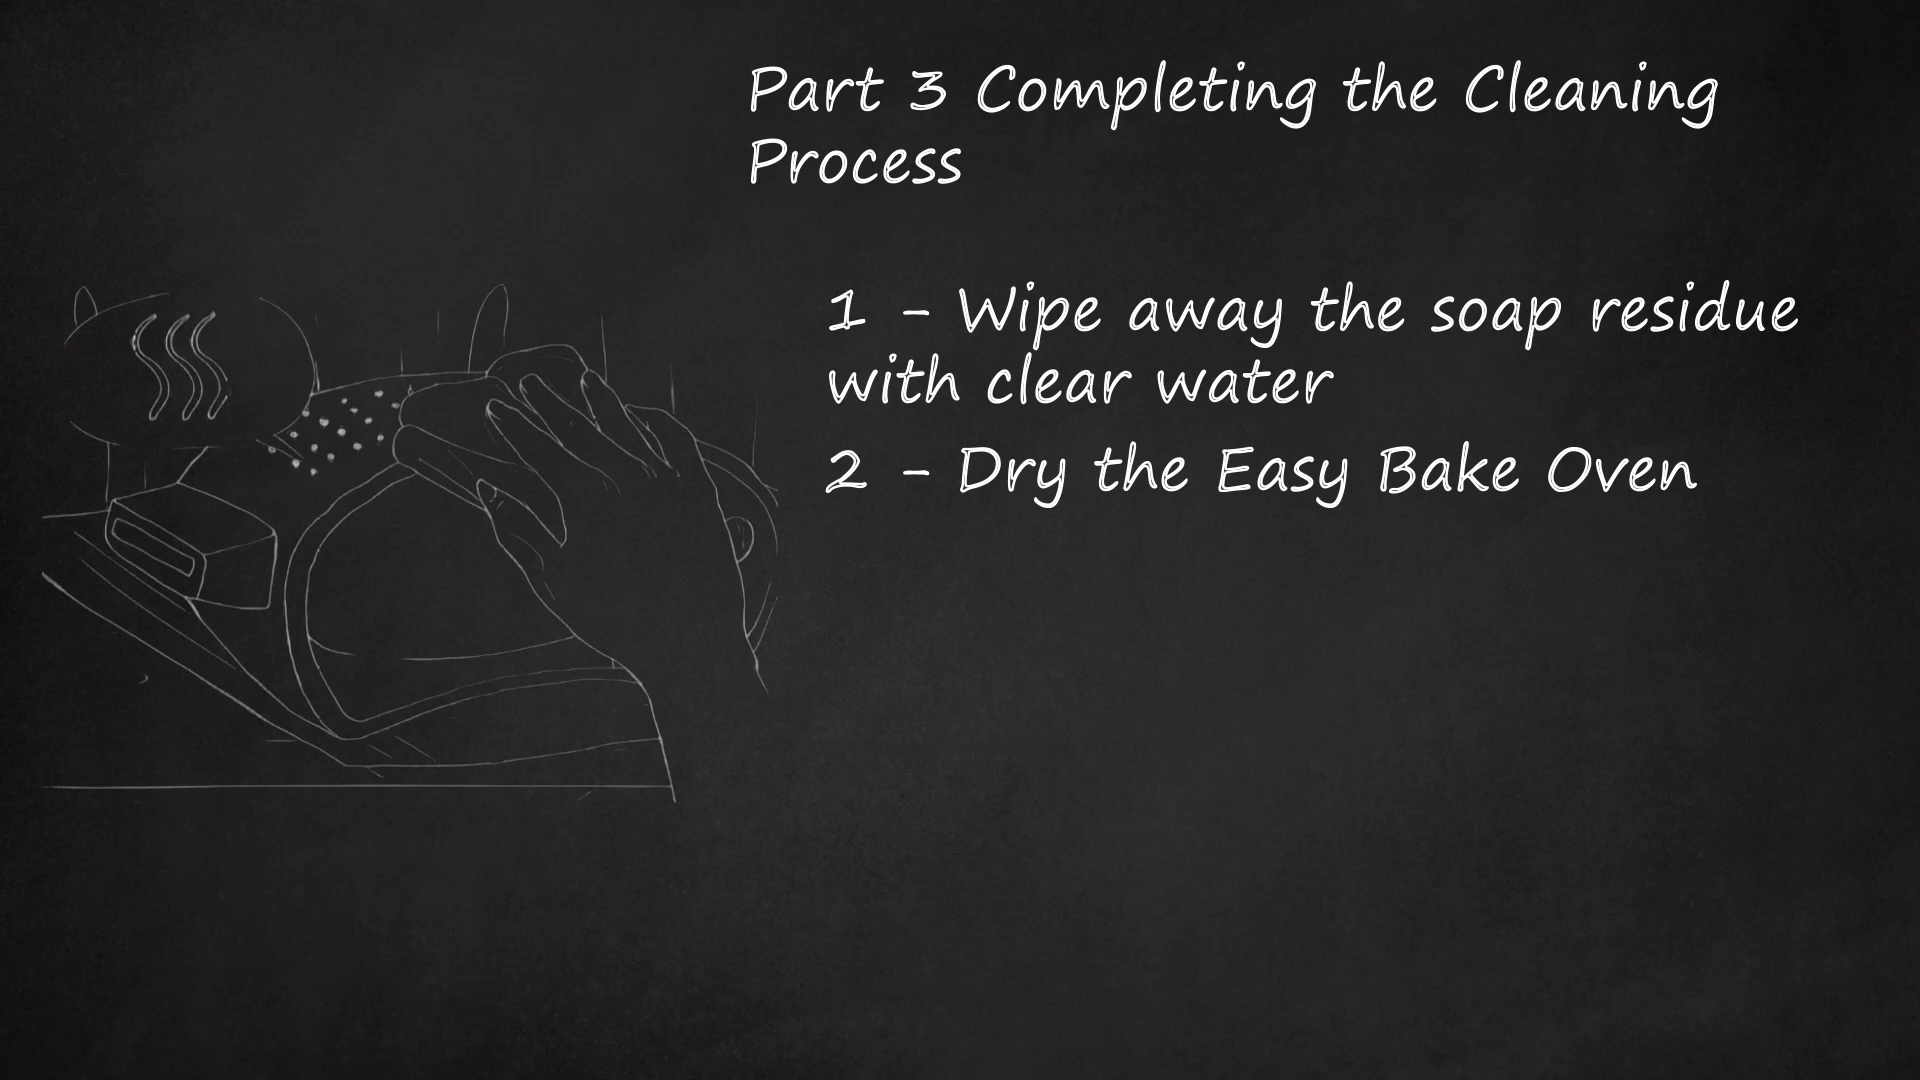 Part 3 Completing the Cleaning
Process
1 - Wipe away the soap residue
with clear water
2 - Dry the Easy Bake Oven